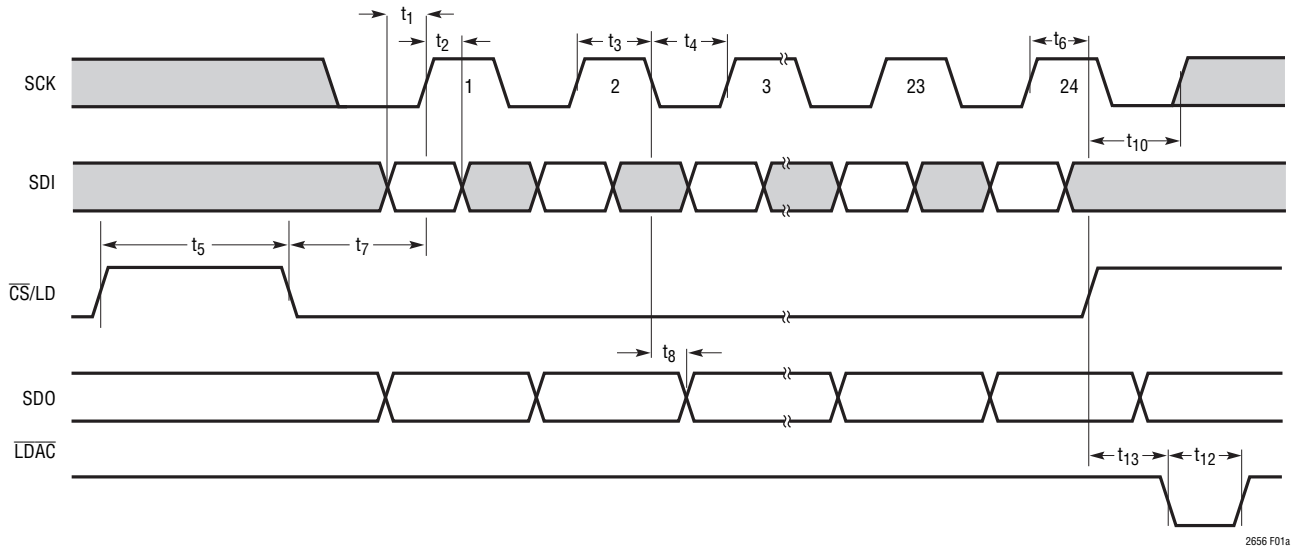 t1
t2
t3
t4
t6
SCK
1
2
3
23
24
t10
SDI
t5
t7
CS/LD
t8
SDO
LDAC
t13
t12
2656 F01a